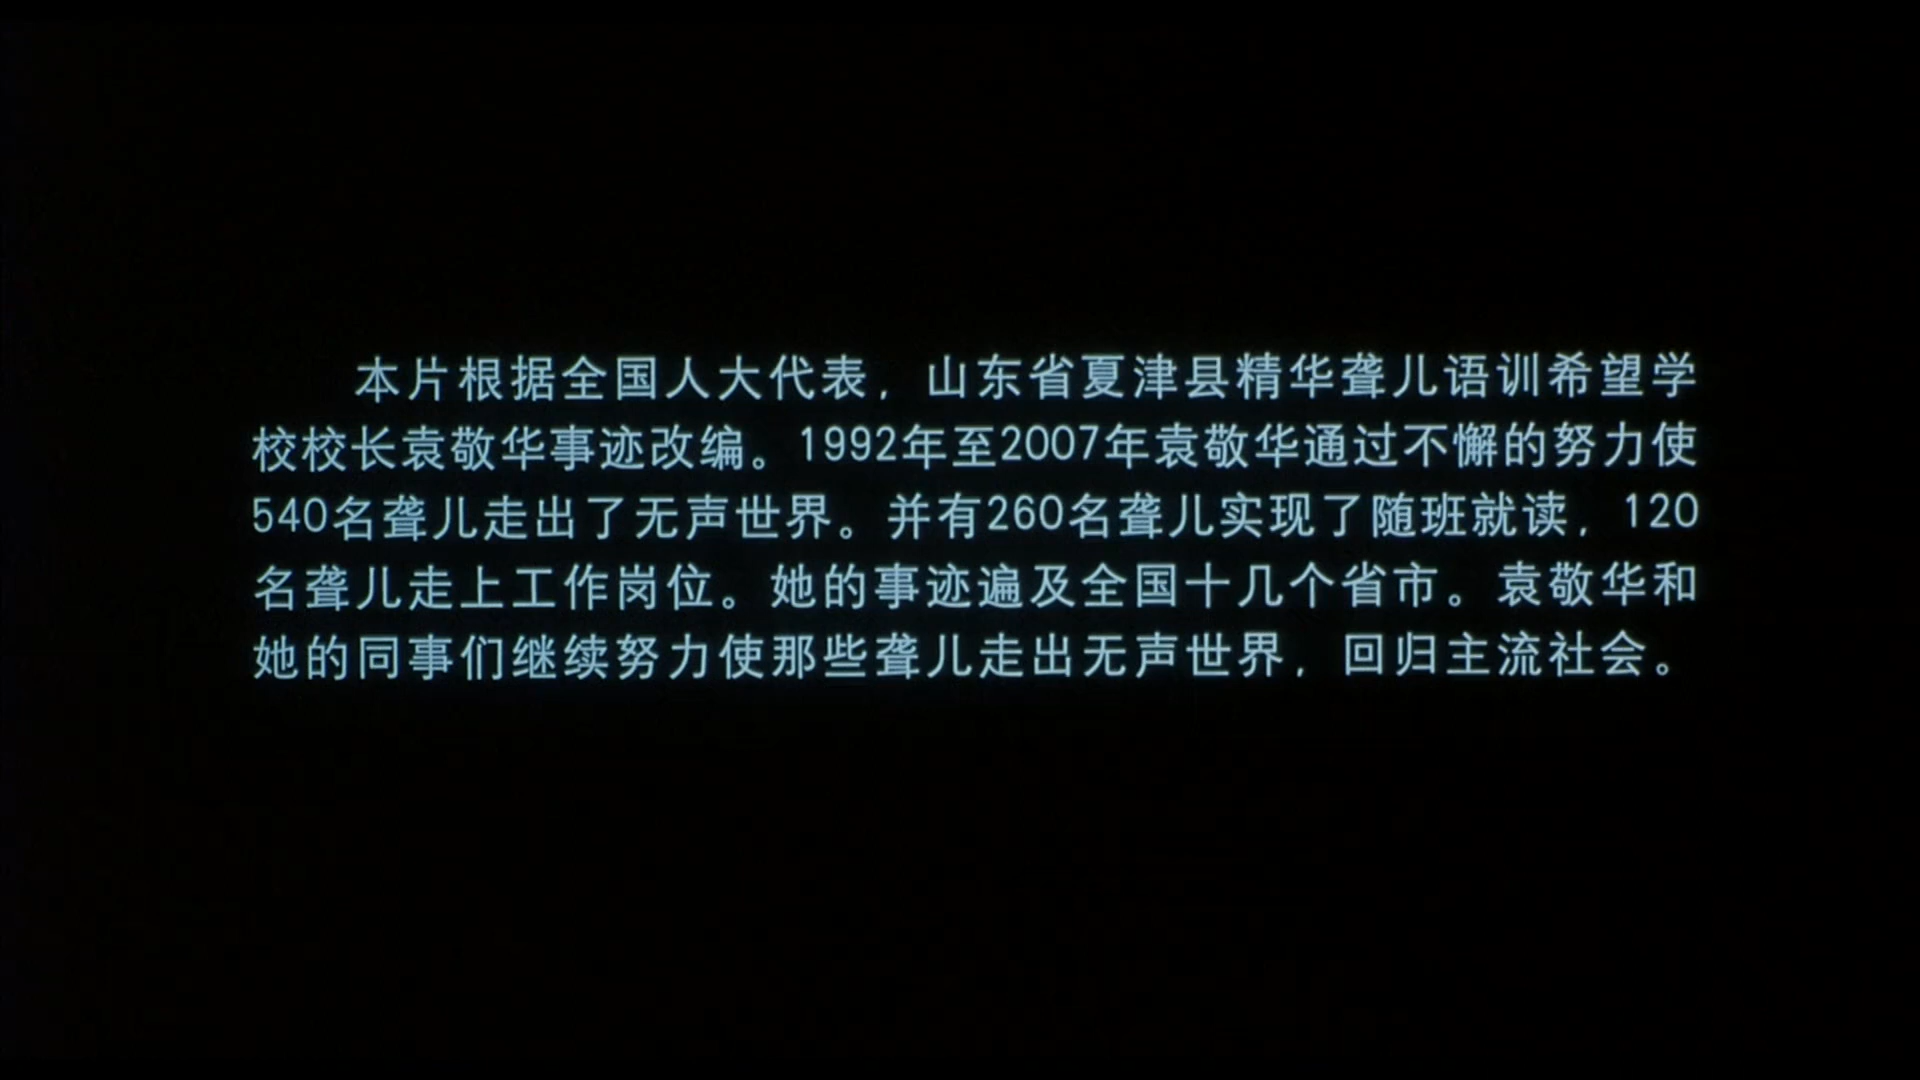 本片根据全国人大代表，山东省夏津县精华聋儿语训希望学
校校长袁敬华事迹改编。1992年至2007年袁敬华通过不懈的努力使
540名聋儿走出了无声世界。并有260名聋儿实现了随班就读，120
名聋儿走上工作岗位。她的事迹遍及全国十几个省市。袁敬华和
她的同事们继续努力使那些聋儿走出无声世界，回归主流社会。